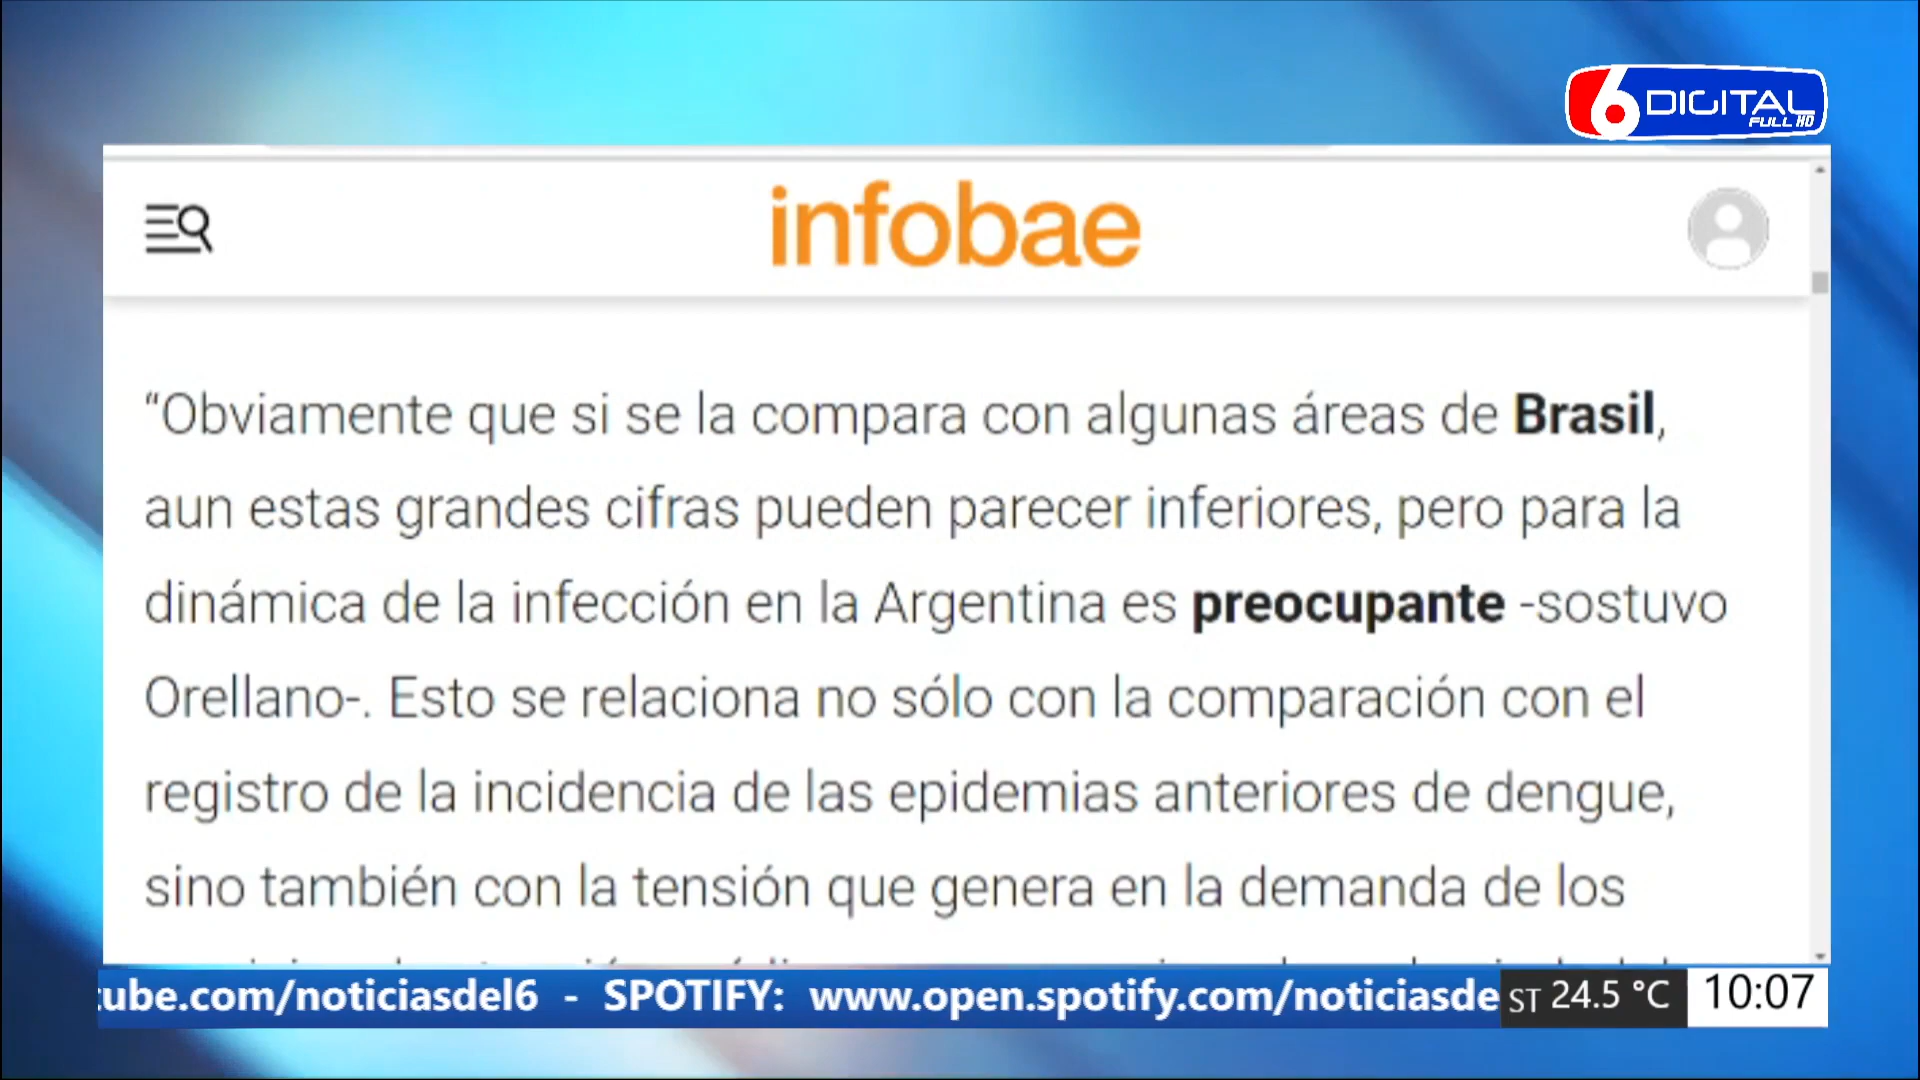 6 DIGITAL
FULL HD
infobae
“Obviamente que si se la compara con algunas áreas de Brasil,
aun estas grandes cifras pueden parecer inferiores, pero para la
dinámica de la infección en la Argentina es preocupante -sostuvo
Orellano-. Esto se relaciona no sólo con la comparación con el
registro de la incidencia de las epidemias anteriores de dengue,
sino también con la tensión que genera en la demanda de los
tube.com/noticiasdel6 - SPOTIFY: www.open.spotify.com/noticiasde
ST 24.5 °C
10:07